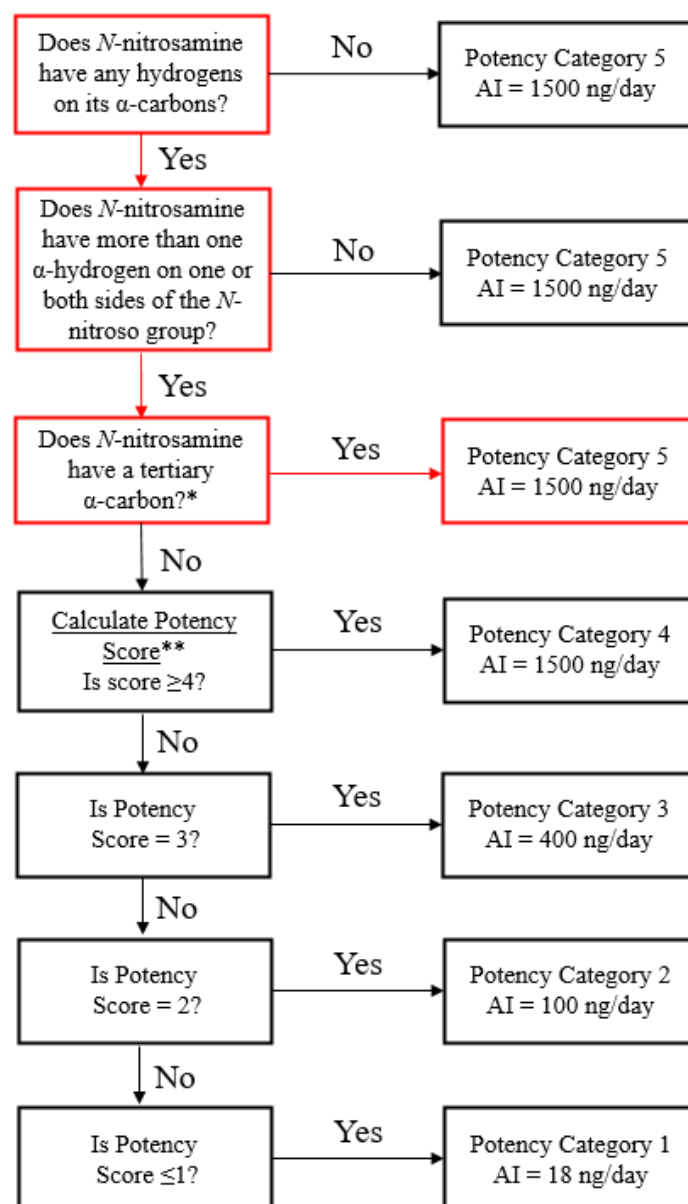 Does N-nitrosamine
have any hydrogens
on its α-carbons?
No
Potency Category 5
AI = 1500 ng/day
Yes
Does N-nitrosamine
have more than one
α-hydrogen on one or
both sides of the N-
nitroso group?
No
Potency Category 5
AI = 1500 ng/day
Yes
Does N-nitrosamine
have a tertiary
α-carbon?*
Yes
Potency Category 5
AI = 1500 ng/day
No
Calculate Potency
Score**
Is score ≥4?
Yes
Potency Category 4
AI = 1500 ng/day
No
Is Potency
Score = 3?
Yes
Potency Category 3
AI = 400 ng/day
No
Is Potency
Score = 2?
Yes
Potency Category 2
AI = 100 ng/day
No
Is Potency
Score ≤1?
Yes
Potency Category 1
AI = 18 ng/day